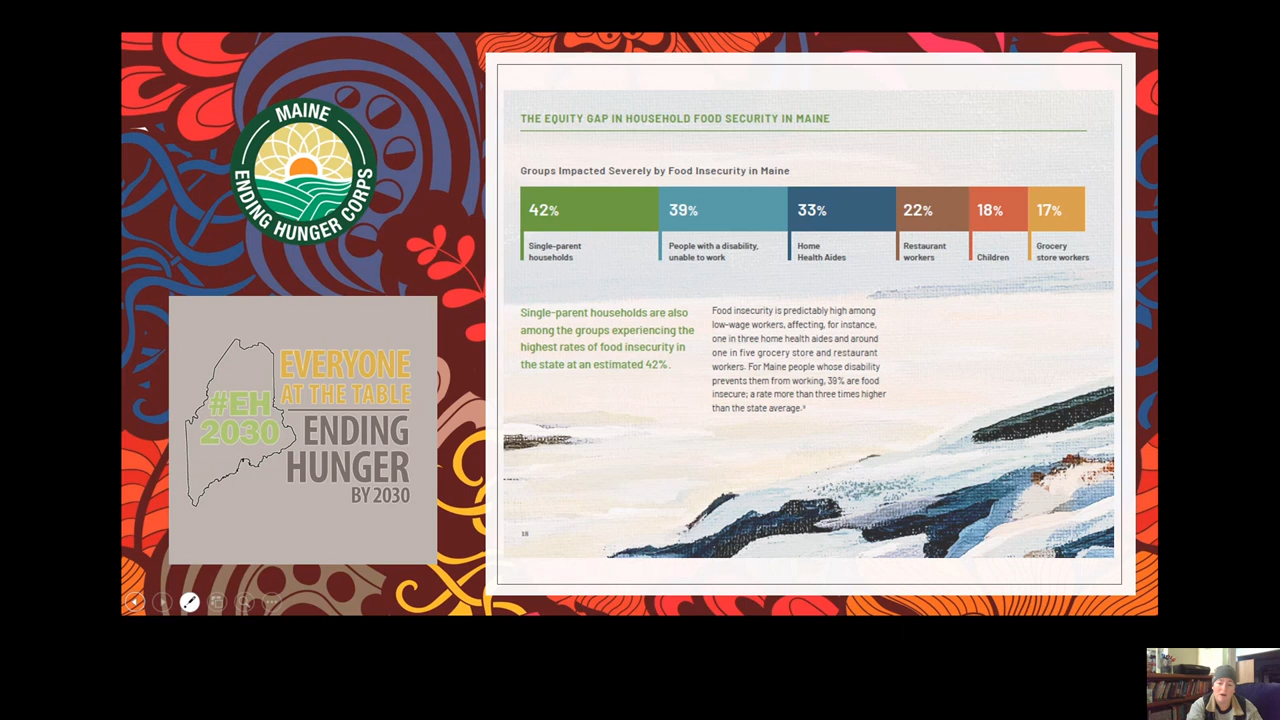 MAINE
ENDING HUNGER CORPS
#EH
2030
EVERYONE
AT THE TABLE
ENDING
HUNGER
BY 2030
THE EQUITY GAP IN HOUSEHOLD FOOD SECURITY IN MAINE
Groups Impacted Severely by Food Insecurity in Maine
42%
39%
33%
22%
18%
17%
Single-parent
households
People with a disability,
unable to work
Home
Health Aides
Restaurant
workers
Children
Grocery
store workers
Single-parent households are also
among the groups experiencing the
highest rates of food insecurity in
the state at an estimated 42%.
Food insecurity is predictably high among
low-wage workers, affecting, for instance,
one in three home health aides and around
one in five grocery store and restaurant
workers. For Maine people whose disability
prevents them from working, 39% are food
insecure; a rate more than three times higher
than the state average.
18